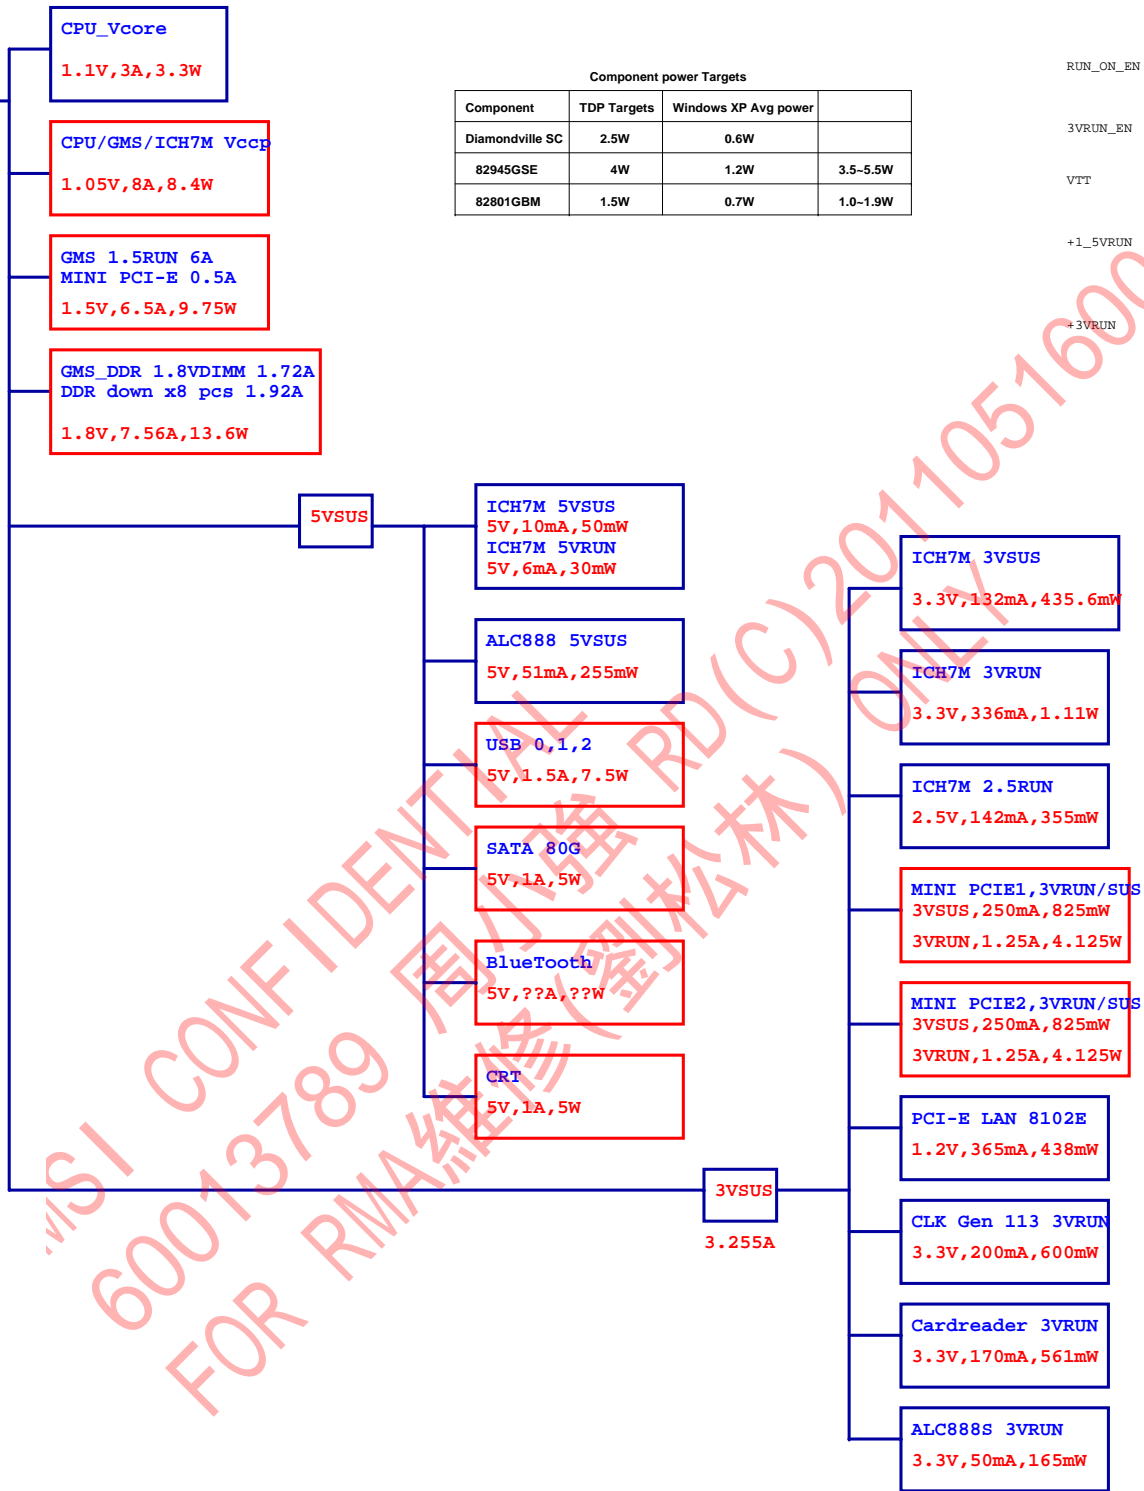 CPU_Vcore
1.1V,3A,3.3W
CPU/GMS/ICH7M Vccp
1.05V,8A,8.4W
GMS 1.5RUN 6A
MINI PCI-E 0.5A
1.5V,6.5A,9.75W
GMS_DDR 1.8VDIMM 1.72A
DDR down x8 pcs 1.92A
1.8V,7.56A,13.6W
Component power Targets
Component TDP Targets Windows XP Avg power
Diamondville SC 2.5W 0.6W
82945GSE 4W 1.2W 3.5~5.5W
82801GBM 1.5W 0.7W 1.0~1.9W
RUN_ON_EN
3VRUN_EN
VTT
+1_5VRUN
+3VRUN
5VSUS
ICH7M 5VSUS
5V,10mA,50mW
ICH7M 5VRUN
5V,6mA,30mW
ALC888 5VSUS
5V,51mA,255mW
USB 0,1,2
5V,1.5A,7.5W
SATA 80G
5V,1A,5W
BlueTooth
5V,??A,??W
CRT
5V,1A,5W
3VSUS
3.255A
ICH7M 3VSUS
3.3V,132mA,435.6mW
ICH7M 3VRUN
3.3V,336mA,1.11W
ICH7M 2.5RUN
2.5V,142mA,355mW
MINI PCIE1,3VRUN/SUS
3VSUS,250mA,825mW
3VRUN,1.25A,4.125W
MINI PCIE2,3VRUN/SUS
3VSUS,250mA,825mW
3VRUN,1.25A,4.125W
PCI-E LAN 8102E
1.2V,365mA,438mW
CLK Gen 113 3VRUN
3.3V,200mA,600mW
Cardreader 3VRUN
3.3V,170mA,561mW
ALC888S 3VRUN
3.3V,50mA,165mW
MSI CONFIDENTIAL
60013789 周小強 RD(C)2011051600
FOR RMA維修(劉松林) ONLY